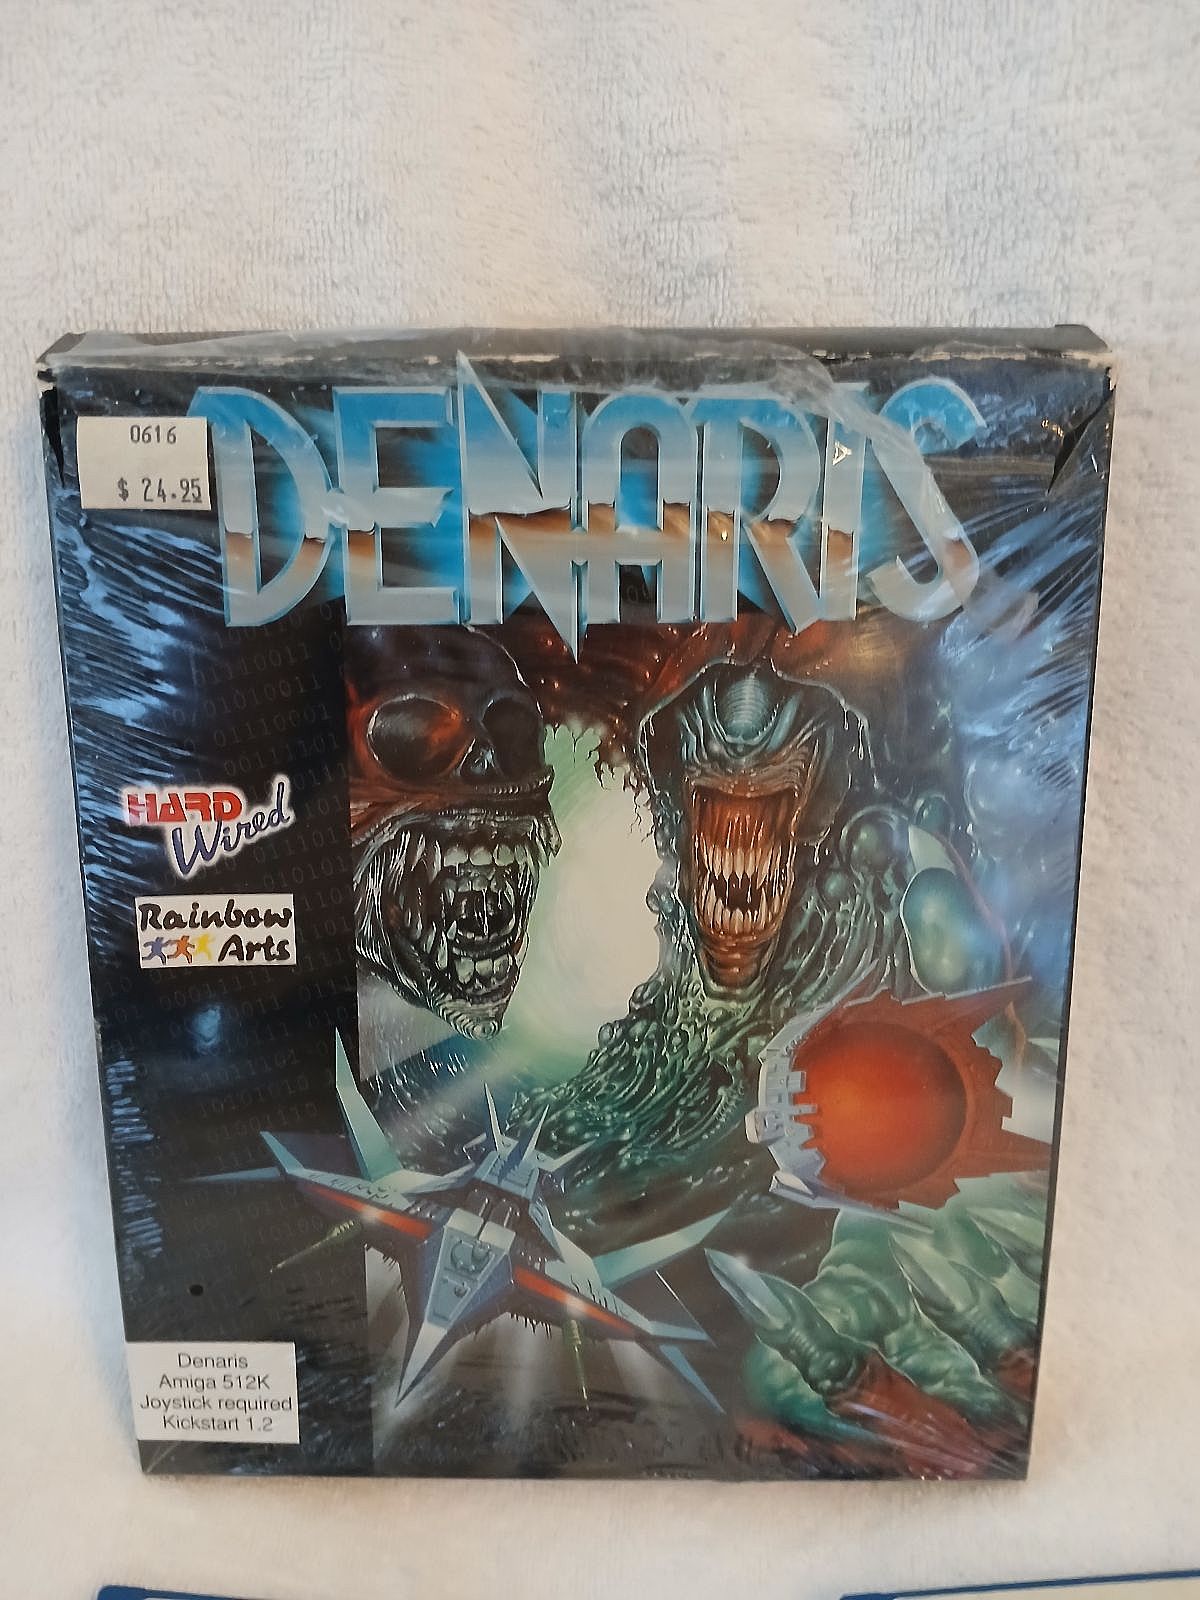 DENARIS
0616
$ 24.95
HARD
Wired
Rainbow
Arts
Denaris
Amiga 512K
Joystick required
Kickstart 1.2